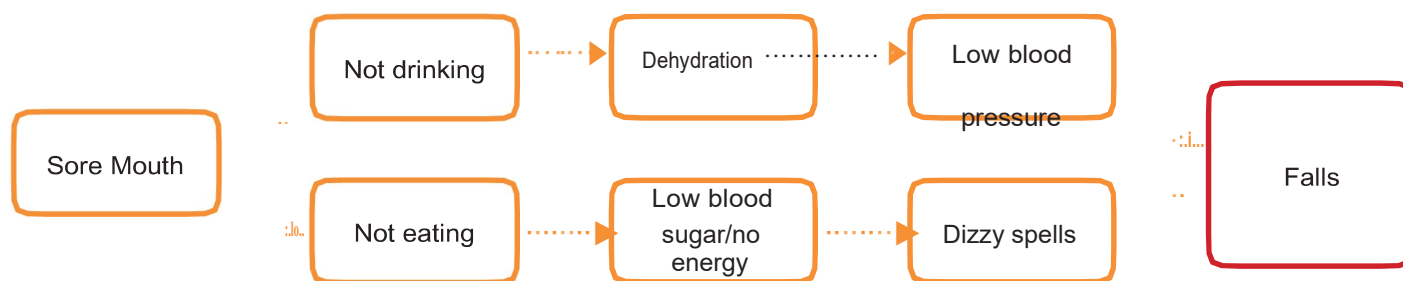 Sore Mouth
Not drinking
Dehydration
Low blood
pressure
Not eating
Low blood
sugar/no
energy
Dizzy spells
Falls